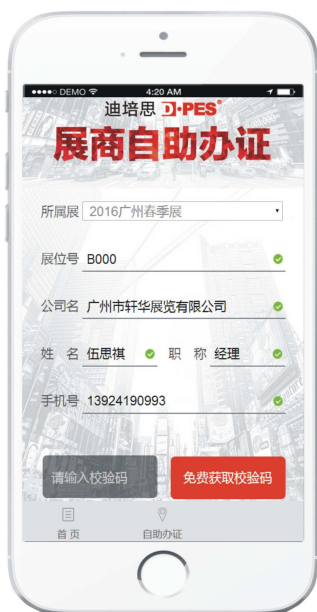 DEMO 4:20 AM
迪培思 D·PES®
展商自助办证
所属展 2016广州春季展
展位号 B000
公司名 广州市轩华展览有限公司
姓 名 伍思祺 职 称 经理
手机号 13924190993
请输入校验码 免费获取校验码
首页 自助办证